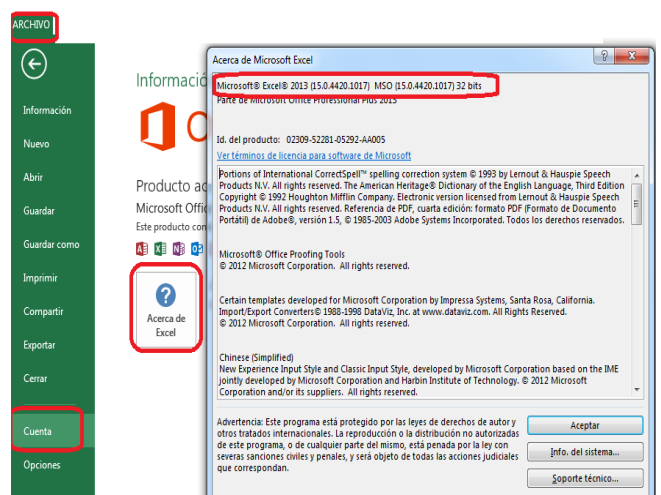 ARCHIVO
Información
Nuevo
Abrir
Guardar
Guardar como
Imprimir
Compartir
Exportar
Cerrar
Cuenta
Opciones
Informació
Producto ac
Microsoft Offi
Este producto con
Acerca de
Excel
Acerca de Microsoft Excel
Microsoft® Excel® 2013 (15.0.4420.1017) MSO (15.0.4420.1017) 32 bits
Parte de Microsoft Office Professional Plus 2013
Id. del producto: 02309-52281-05292-AA005
Ver términos de licencia para software de Microsoft
Portions of International CorrectSpell™ spelling correction system © 1993 by Lernout & Hauspie Speech
Products N.V. All rights reserved. The American Heritage® Dictionary of the English Language, Third Edition
Copyright © 1992 Houghton Mifflin Company. Electronic version licensed from Lernout & Hauspie Speech
Products N.V. All rights reserved. Referencia de PDF, cuarta edición: formato PDF (Formato de Documento
Portátil) de Adobe®, versión 1.5, © 1985-2003 Adobe Systems Incorporated. Todos los derechos reservados.
Microsoft® Office Proofing Tools
© 2012 Microsoft Corporation. All rights reserved.
Certain templates developed for Microsoft Corporation by Impressa Systems, Santa Rosa, California.
Import/Export Converters© 1988-1998 DataViz, Inc. at www.dataviz.com. All Rights Reserved.
© 2012 Microsoft Corporation. All rights reserved.
Chinese (Simplified)
New Experience Input Style and Classic Input Style, developed by Microsoft Corporation based on the IME
jointly developed by Microsoft Corporation and Harbin Institute of Technology. © 2012 Microsoft
Corporation and/or its suppliers. All rights reserved.
Advertencia: Este programa está protegido por las leyes de derechos de autor y
otros tratados internacionales. La reproducción o la distribución no autorizadas
de este programa, o de cualquier parte del mismo, está penada por la ley con
severas sanciones civiles y penales, y será objeto de todas las acciones judiciales
que correspondan.
Aceptar
Info. del sistema...
Soporte técnico...